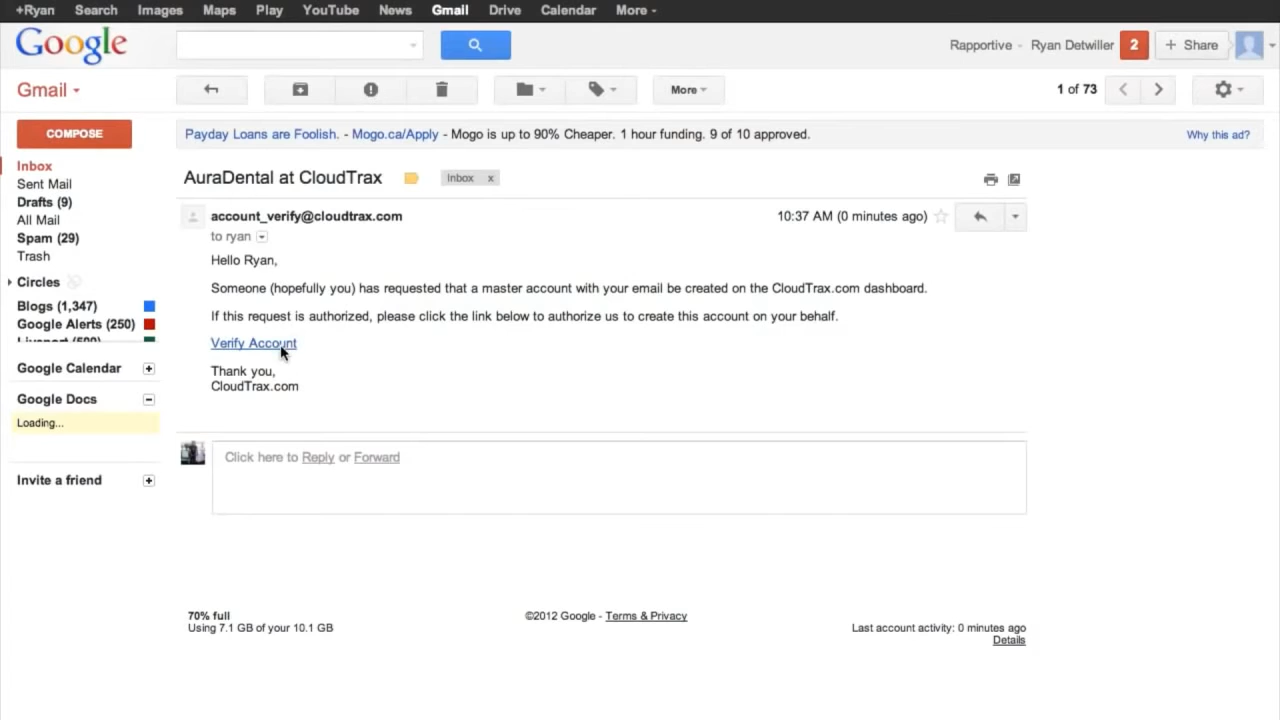 +Ryan Search Images Maps Play YouTube News Gmail Drive Calendar More
Google
Rapportive Ryan Detwiller 2 + Share
Gmail
More
1 of 73
COMPOSE
Payday Loans are Foolish. - Mogo.ca/Apply - Mogo is up to 90% Cheaper. 1 hour funding. 9 of 10 approved.
Why this ad?
Inbox
Sent Mail
Drafts (9)
All Mail
Spam (29)
Trash
Circles
Blogs (1,347)
Google Alerts (250)
Google Calendar
Google Docs
Loading...
Invite a friend
AuraDental at CloudTrax
Inbox x
account_verify@cloudtrax.com
10:37 AM (0 minutes ago)
to ryan
Hello Ryan,
Someone (hopefully you) has requested that a master account with your email be created on the CloudTrax.com dashboard.
If this request is authorized, please click the link below to authorize us to create this account on your behalf.
Verify Account
Thank you,
CloudTrax.com
Click here to Reply or Forward
70% full
Using 7.1 GB of your 10.1 GB
©2012 Google - Terms & Privacy
Last account activity: 0 minutes ago
Details